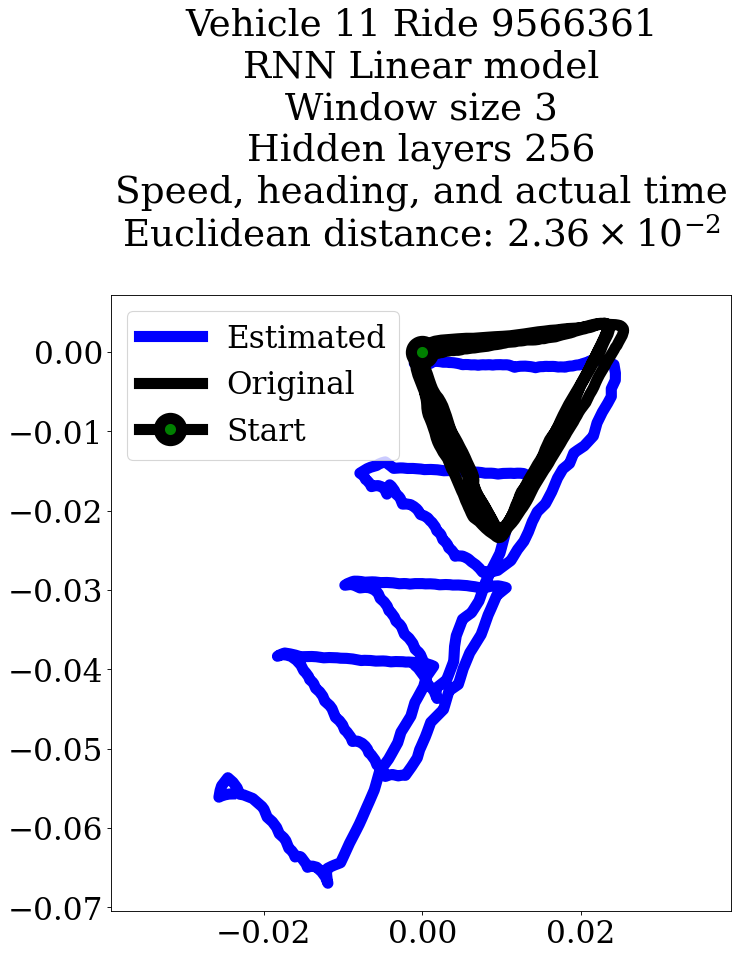 Vehicle 11 Ride 9566361
RNN Linear model
Window size 3
Hidden layers 256
Speed, heading, and actual time
Euclidean distance: 2.36 × 10⁻²
Estimated
Original
Start
0.00
−0.01
−0.02
−0.03
−0.04
−0.05
−0.06
−0.07
−0.02 0.00 0.02